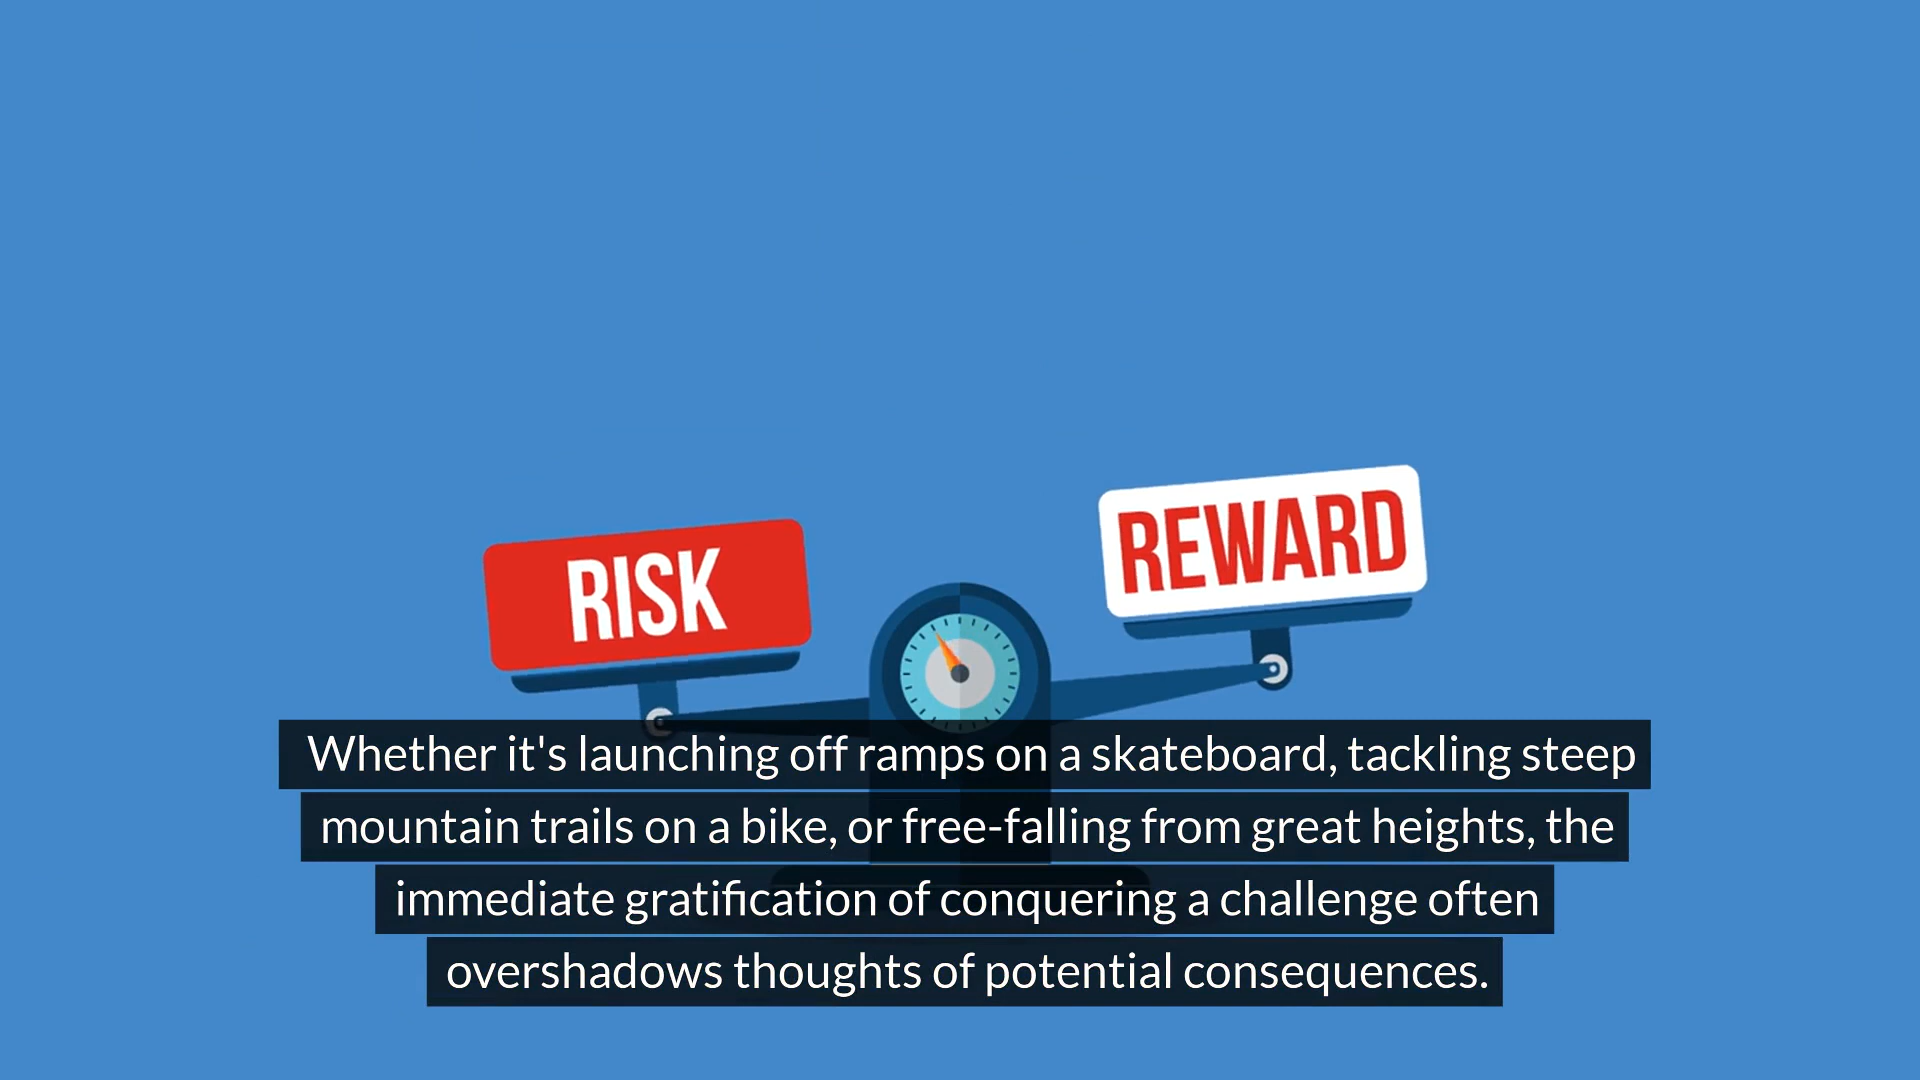 RISK
REWARD
Whether it's launching off ramps on a skateboard, tackling steep
mountain trails on a bike, or free-falling from great heights, the
immediate gratification of conquering a challenge often
overshadows thoughts of potential consequences.